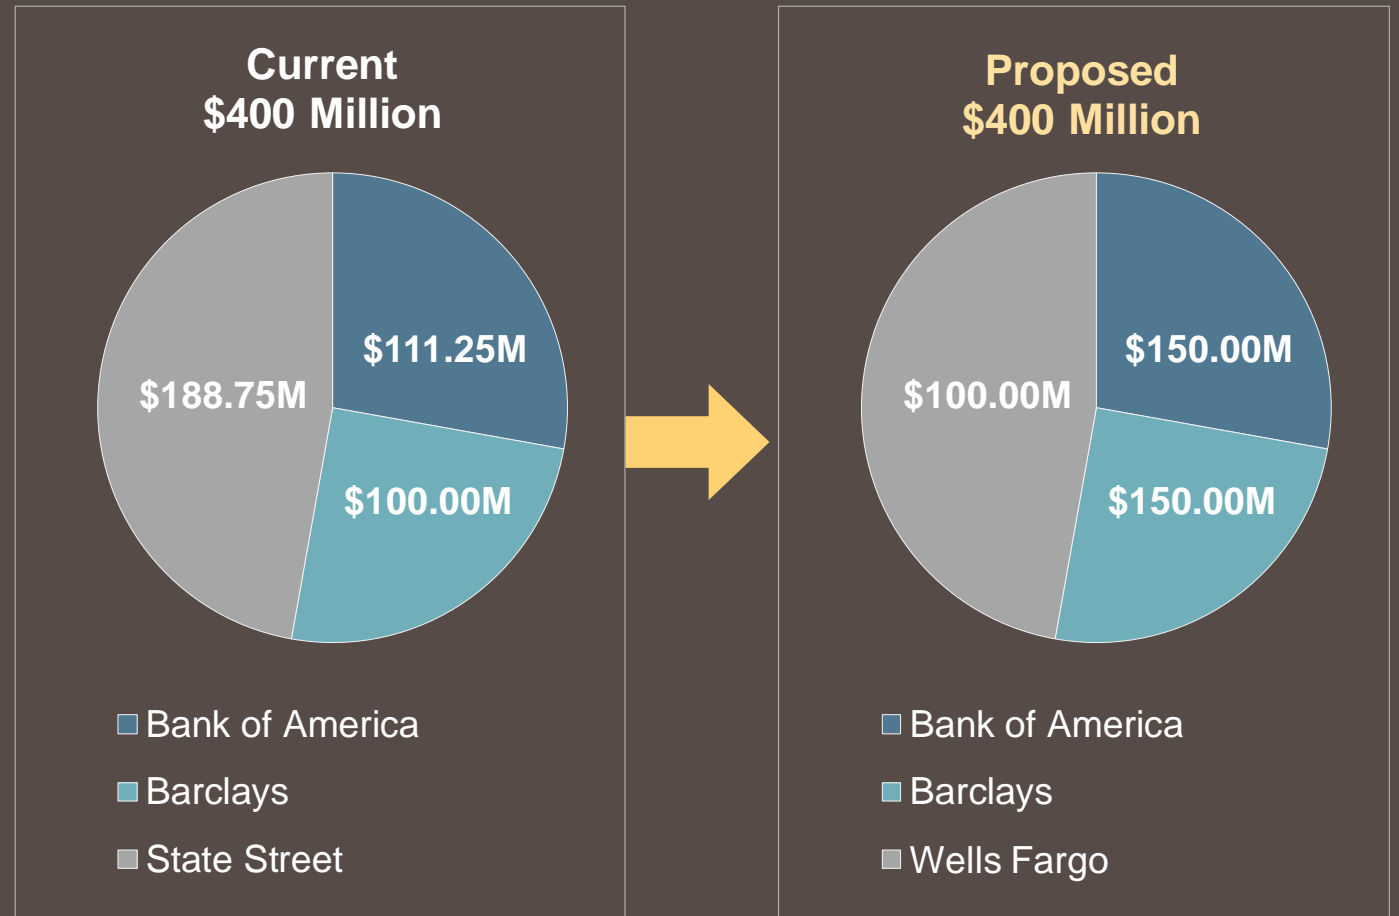 Current
$400 Million
$111.25M
$188.75M
$100.00M
Bank of America
Barclays
State Street
Proposed
$400 Million
$150.00M
$100.00M
$150.00M
Bank of America
Barclays
Wells Fargo